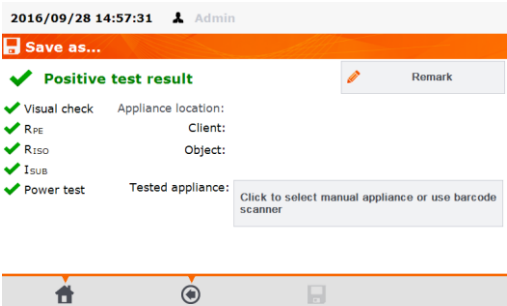 2016/09/28 14:57:31 Admin
Save as...
Positive test result
Remark
Visual check
Appliance location:
RPE
Client:
RISO
Object:
ISUB
Power test
Tested appliance:
Click to select manual appliance or use barcode
scanner